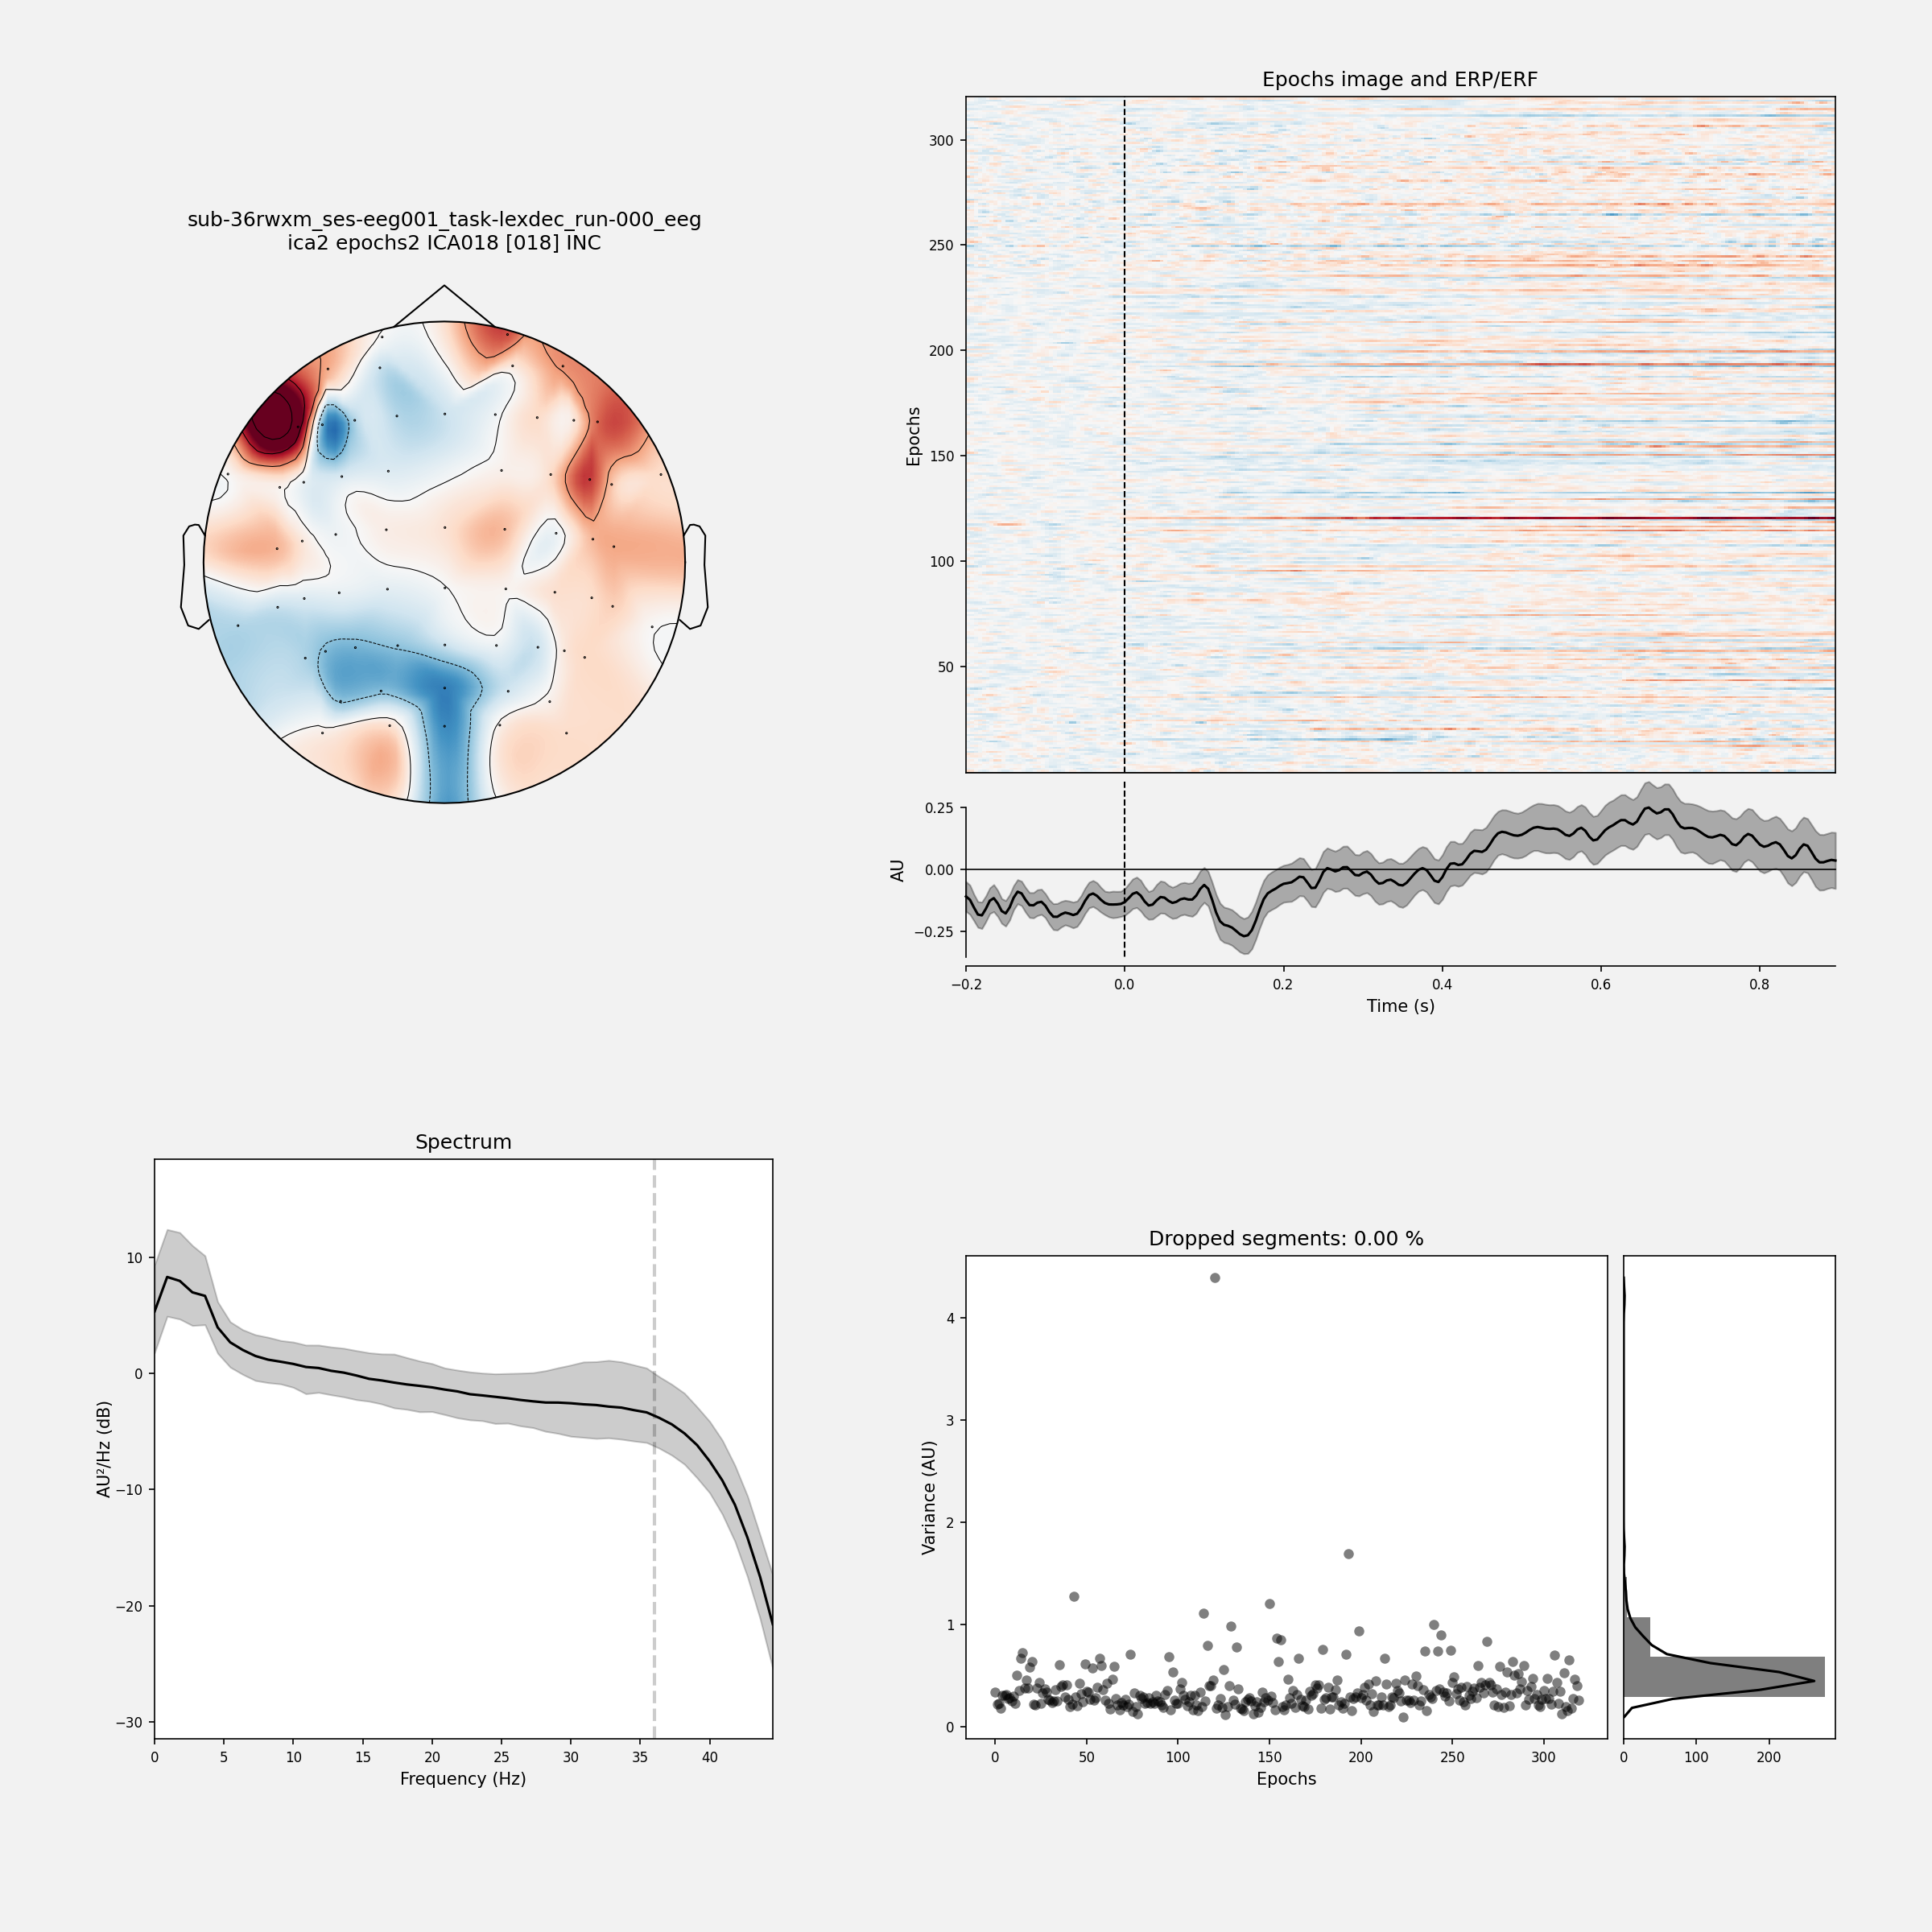 sub-36rwxm_ses-eeg001_task-lexdec_run-000_eeg
ica2 epochs2 ICA018 [018] INC
Epochs image and ERP/ERF
300
250
200
150
100
50
Epochs
0.25
0.00
−0.25
AU
−0.2 0.0 0.2 0.4 0.6 0.8
Time (s)
Spectrum
10
0
−10
−20
−30
AU²/Hz (dB)
0 5 10 15 20 25 30 35 40
Frequency (Hz)
Dropped segments: 0.00 %
4
3
2
1
0
Variance (AU)
0 50 100 150 200 250 300
Epochs
0 100 200